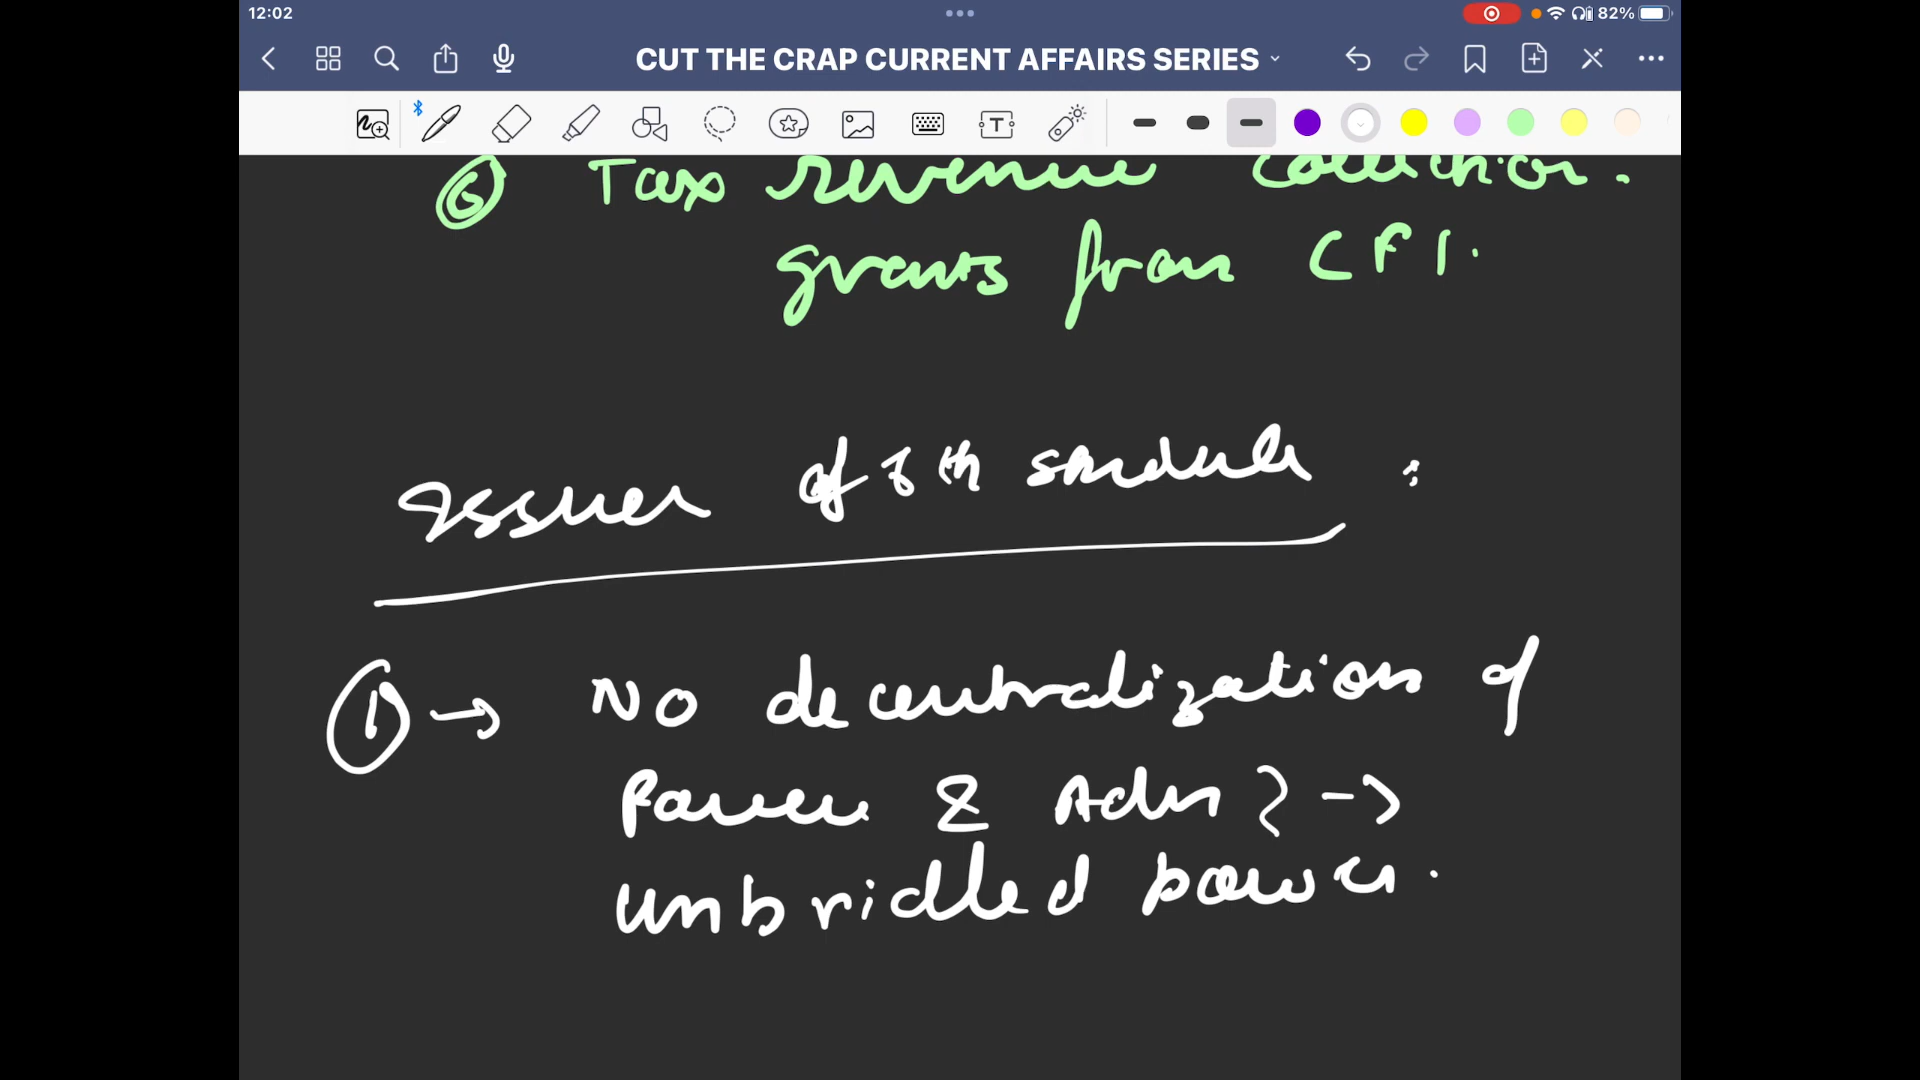 12:02
82%
CUT THE CRAP CURRENT AFFAIRS SERIES
T
⑥ Tax revenue collection.
grants from CFI.
Issues of 6th schedule :
① → No decentralization of
Power & Adm } →
unbridled power.